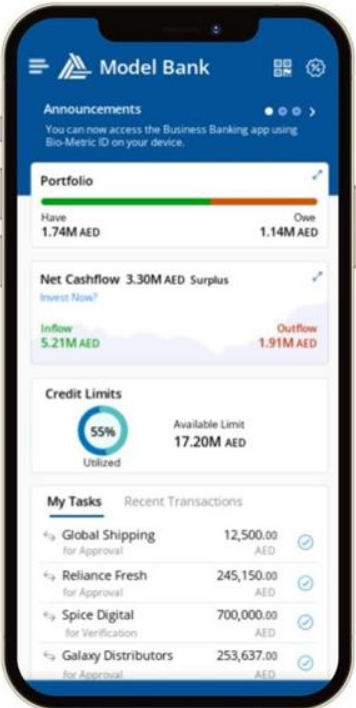 Model Bank
Announcements
You can now access the Business Banking app using
Bio-Metric ID on your device.
Portfolio
Have Owe
1.74M AED 1.14M AED
Net Cashflow 3.30M AED Surplus
Invest Now?
Inflow Outflow
5.21M AED 1.91M AED
Credit Limits
55%
Utilized
Available Limit
17.20M AED
My Tasks Recent Transactions
Global Shipping 12,500.00
for Approval AED
Reliance Fresh 245,150.00
for Approval AED
Spice Digital 700,000.00
for Verification AED
Galaxy Distributors 253,637.00
for Approval AED